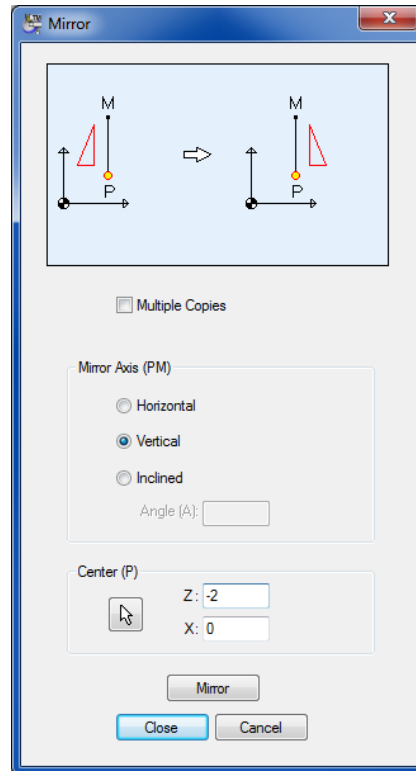 Mirror
M M
P P
Multiple Copies
Mirror Axis (PM)
Horizontal
Vertical
Inclined
Angle (A):
Center (P)
Z: -2
X: 0
Mirror
Close Cancel